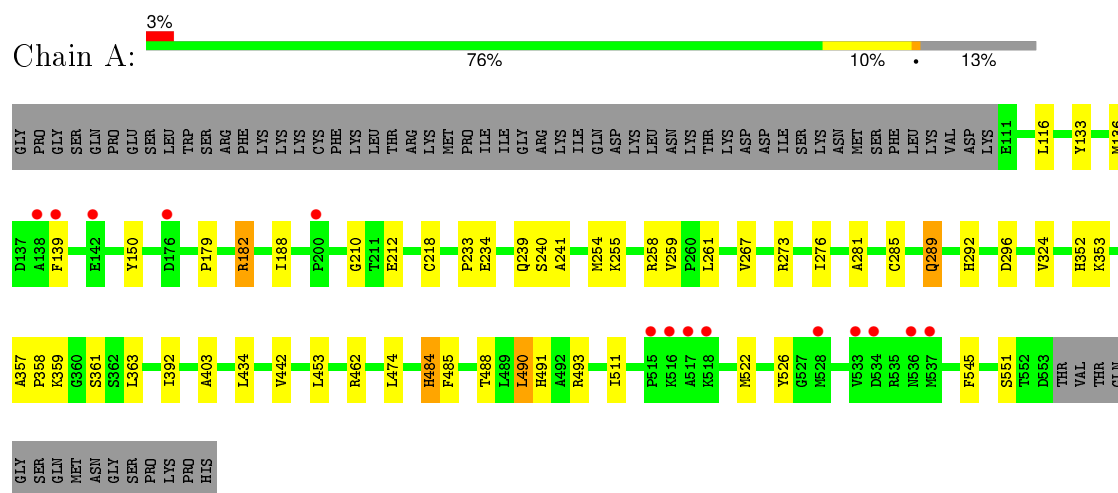 3%
Chain A:
76% 10% • 13%
GLY PRO GLY SER GLN PRO GLU SER LEU TRP SER ARG PHE LYS LYS LYS CYS PHE LYS LEU THR ARG LYS MET PRO ILE ILE GLY ARG LYS ILE GLN ASP LYS LEU ASN LYS THR LYS ASP ASP ILE SER LYS ASN MET SER PHE LEU LYS VAL ASP LYS E111 L116 Y133 M136
D137 A138 F139 E142 Y150 D176 P179 R182 I188 P200 G210 T211 E212 C218 P233 E234 Q239 S240 A241 M254 K255 R258 V259 P260 L261 V267 R273 I276 A281 C285 Q289 H292 D296 V324 H352 K353
A357 P358 K359 G360 S361 S362 L363 I392 A403 L434 V442 L453 R462 L474 H484 F485 T488 L489 L490 H491 A492 R493 I511 P515 K516 A517 K518 M522 Y526 G527 M528 V533 D534 R535 N536 M537 F545 S551 T552 D553 THR VAL THR GLN
GLY SER GLN MET ASN GLY SER PRO LYS PRO HIS